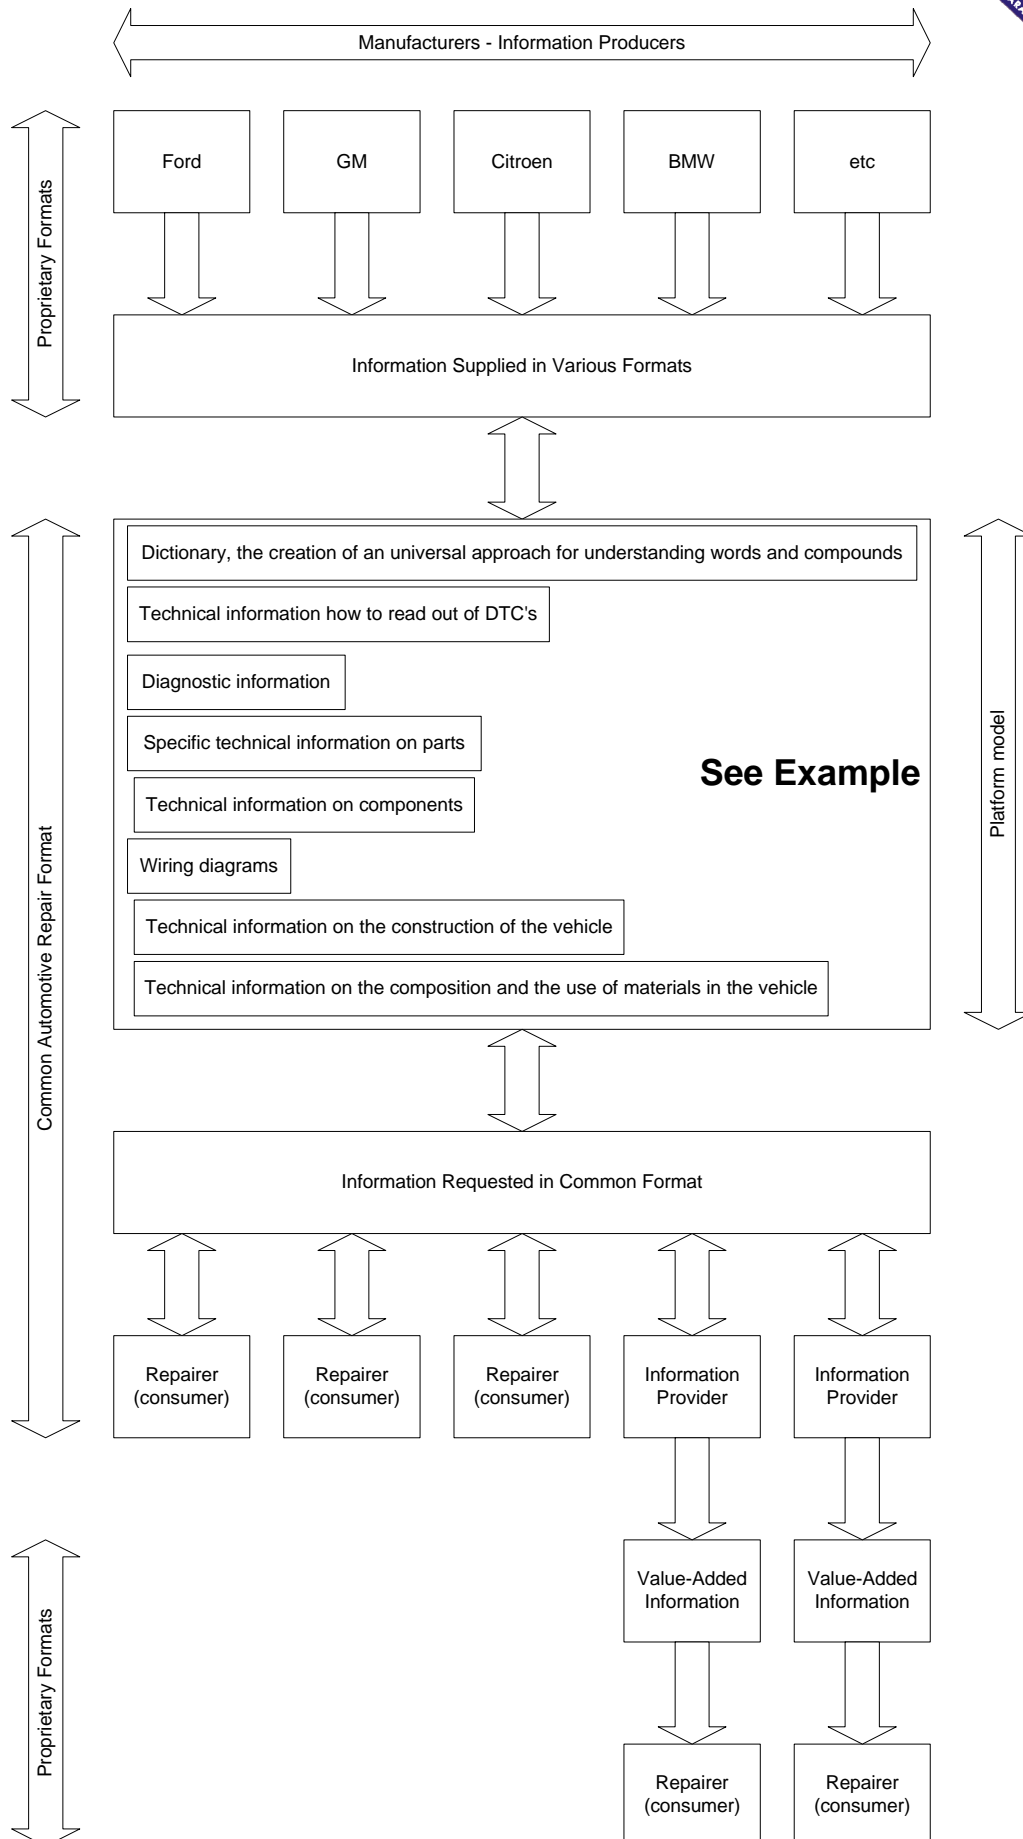 Manufacturers - Information Producers
Proprietary Formats
Ford
GM
Citroen
BMW
etc
Information Supplied in Various Formats
Common Automotive Repair Format
Platform model
Dictionary, the creation of an universal approach for understanding words and compounds
Technical information how to read out of DTC's
Diagnostic information
Specific technical information on parts
See Example
Technical information on components
Wiring diagrams
Technical information on the construction of the vehicle
Technical information on the composition and the use of materials in the vehicle
Information Requested in Common Format
Repairer
(consumer)
Repairer
(consumer)
Repairer
(consumer)
Information
Provider
Information
Provider
Proprietary Formats
Value-Added
Information
Value-Added
Information
Repairer
(consumer)
Repairer
(consumer)